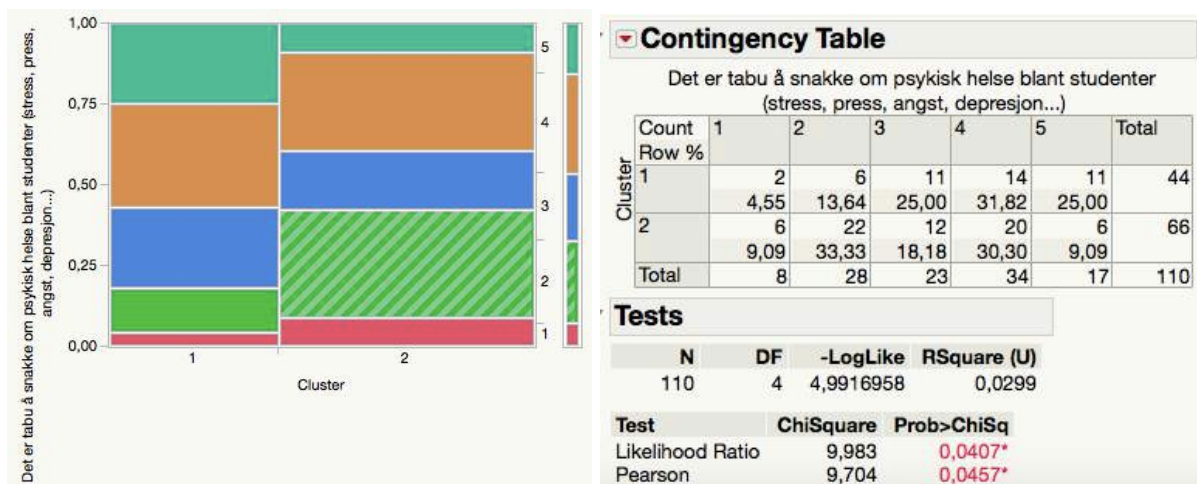 Det er tabu å snakke om psykisk helse blant studenter (stress, press,
angst, depresjon...)
1,00
0,75
0,50
0,25
0,00
5
4
3
2
1
1 2
Cluster
Contingency Table
Det er tabu å snakke om psykisk helse blant studenter
(stress, press, angst, depresjon...)
Count 1 2 3 4 5 Total
Row %
Cluster
1 2 6 11 14 11 44
4,55 13,64 25,00 31,82 25,00
2 6 22 12 20 6 66
9,09 33,33 18,18 30,30 9,09
Total 8 28 23 34 17 110
Tests
N DF -LogLike RSquare (U)
110 4 4,9916958 0,0299
Test ChiSquare Prob>ChiSq
Likelihood Ratio 9,983 0,0407*
Pearson 9,704 0,0457*